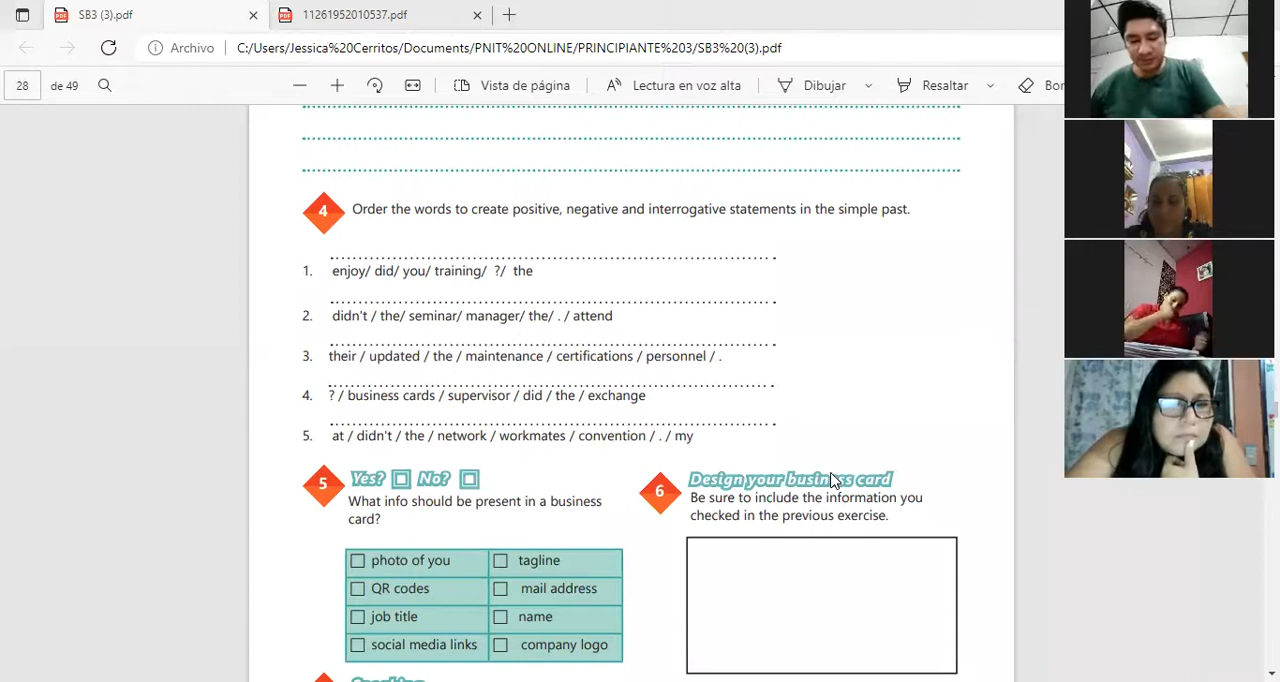 SB3 (3).pdf
11261952010537.pdf
Archivo
C:/Users/Jessica%20Cerritos/Documents/PNIT%20ONLINE/PRINCIPIANTE%203/SB3%20(3).pdf
28 de 49
Vista de página
Lectura en voz alta
Dibujar
Resaltar
Bor
4 Order the words to create positive, negative and interrogative statements in the simple past.
1. enjoy/ did/ you/ training/ ?/ the
2. didn't / the/ seminar/ manager/ the/ . / attend
3. their / updated / the / maintenance / certifications / personnel / .
4. ? / business cards / supervisor / did / the / exchange
5. at / didn't / the / network / workmates / convention / . / my
5 Yes? No?
What info should be present in a business
card?
photo of you tagline
QR codes mail address
job title name
social media links company logo
6 Design your business card
Be sure to include the information you
checked in the previous exercise.